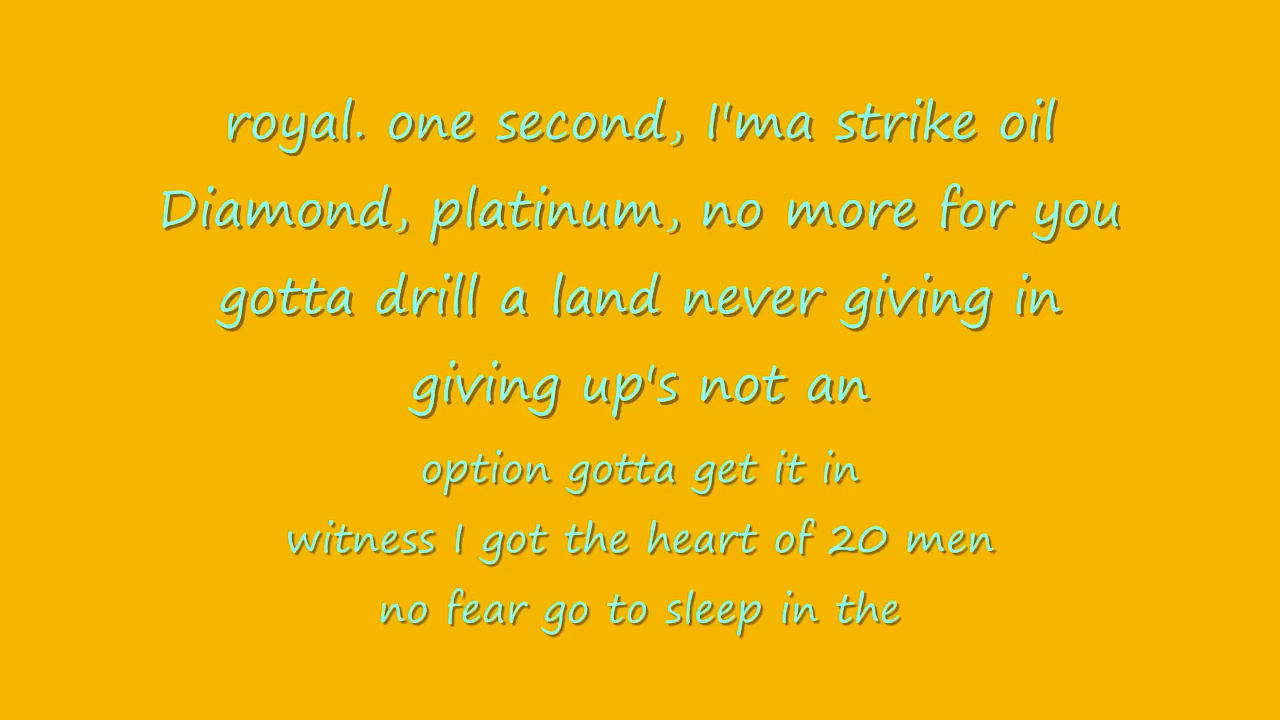 royal. one second, I'ma strike oil
Diamond, platinum, no more for you
gotta drill a land never giving in
giving up's not an
option gotta get it in
witness I got the heart of 20 men
no fear go to sleep in the